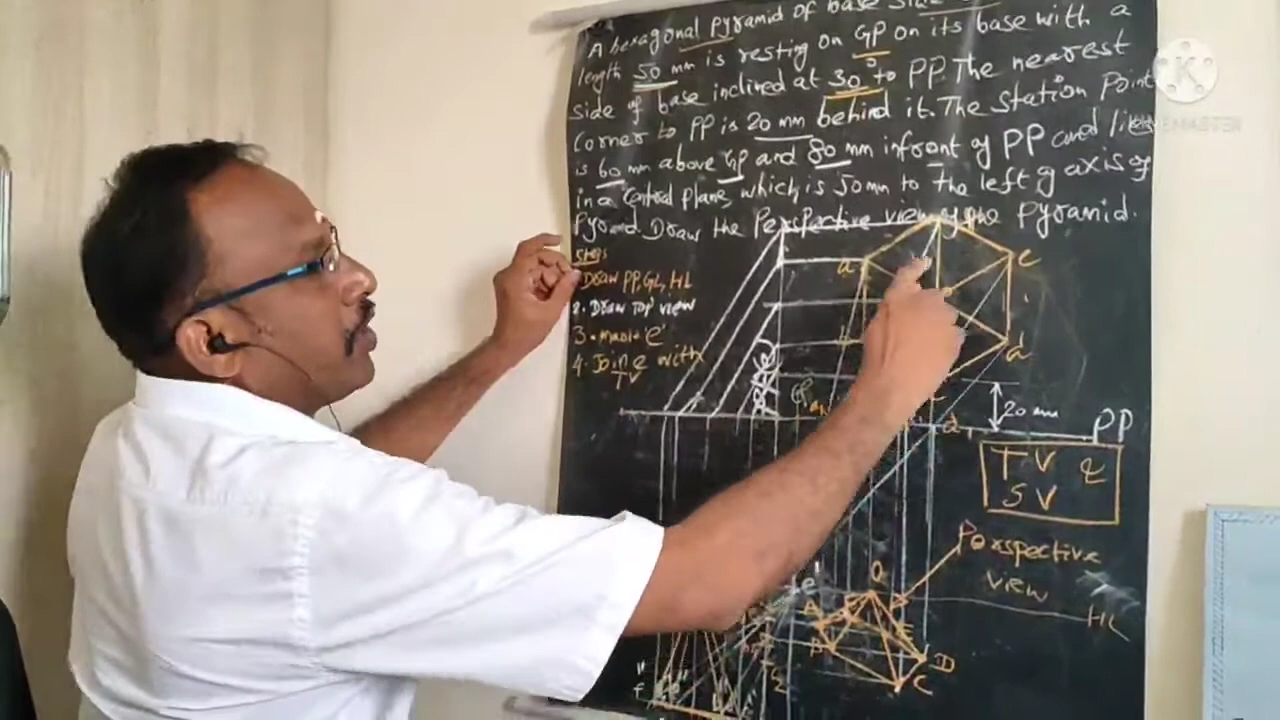 A hexagonal pyramid of base side
length 50 mm is resting on GP on its base with a
side of base inclined at 30° to PP. The nearest
corner to PP is 20 mm behind it. The station point
is 60 mm above GP and 80 mm infront of PP and lies
in a central plane, which is 50 mm to the left of axis of
Pyramid. Draw the Perspective view of the pyramid.
Steps
Draw PP, GL, HL
2. Draw Top view
3. mark 'e'
4. Join e with
TV
a
e
d
20 mm
PP
TV &
SV
Perspective
view
O
HL
D
C
K